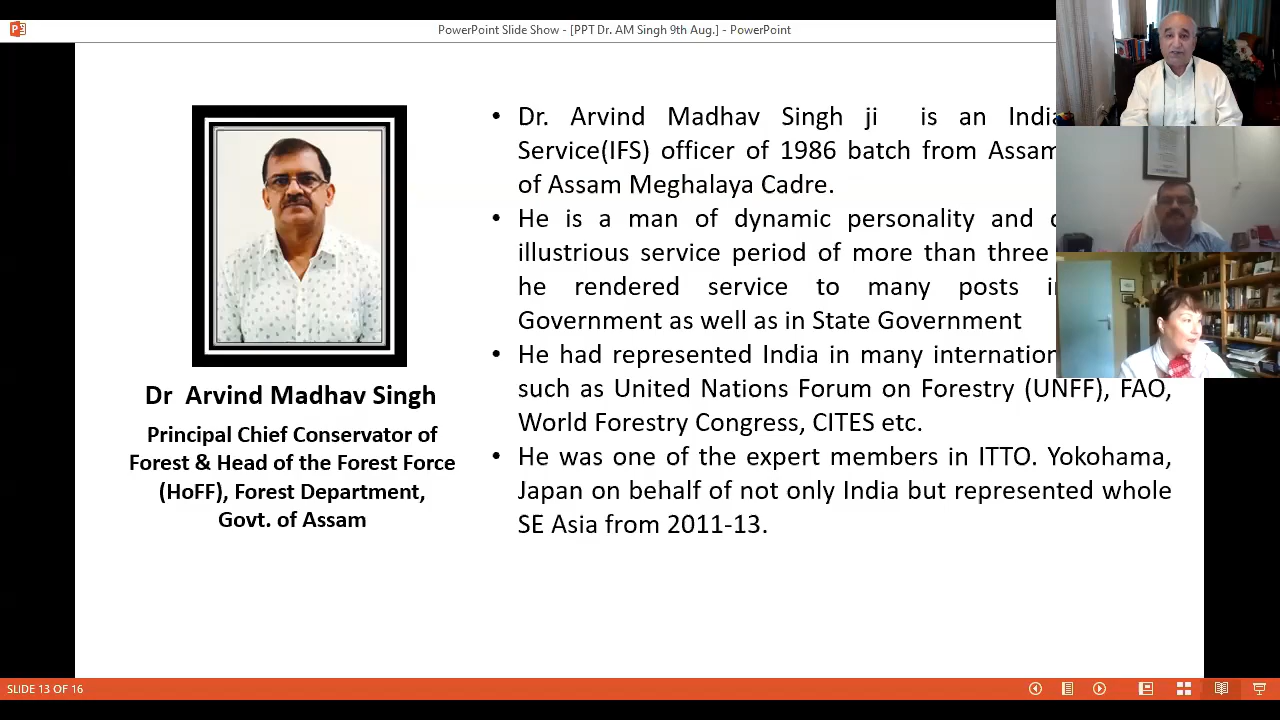 PowerPoint Slide Show - [PPT Dr. AM Singh 9th Aug.] - PowerPoint
Dr Arvind Madhav Singh
Principal Chief Conservator of
Forest & Head of the Forest Force
(HoFF), Forest Department,
Govt. of Assam
• Dr. Arvind Madhav Singh ji is an India
Service(IFS) officer of 1986 batch from Assam
of Assam Meghalaya Cadre.
• He is a man of dynamic personality and
illustrious service period of more than three
he rendered service to many posts
Government as well as in State Government
• He had represented India in many internation
such as United Nations Forum on Forestry (UNFF), FAO,
World Forestry Congress, CITES etc.
• He was one of the expert members in ITTO. Yokohama,
Japan on behalf of not only India but represented whole
SE Asia from 2011-13.
SLIDE 13 OF 16